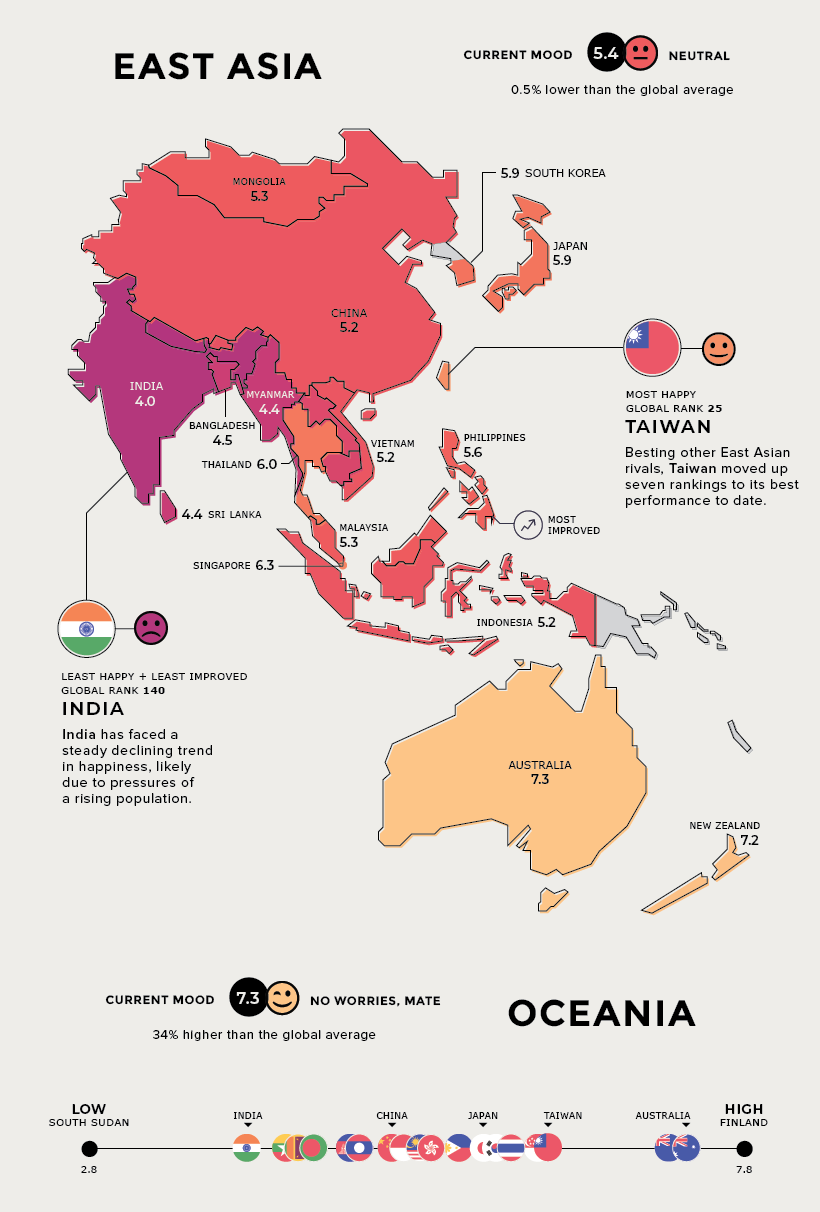 EAST ASIA
CURRENT MOOD 5.4 NEUTRAL
0.5% lower than the global average
MONGOLIA
5.3
5.9 SOUTH KOREA
JAPAN
5.9
CHINA
5.2
INDIA
4.0
MYANMAR
4.4
BANGLADESH
4.5
THAILAND 6.0
VIETNAM
5.2
PHILIPPINES
5.6
MOST
IMPROVED
4.4 SRI LANKA
MALAYSIA
5.3
SINGAPORE 6.3
INDONESIA 5.2
MOST HAPPY
GLOBAL RANK 25
TAIWAN
Besting other East Asian
rivals, Taiwan moved up
seven rankings to its best
performance to date.
LEAST HAPPY + LEAST IMPROVED
GLOBAL RANK 140
INDIA
India has faced a
steady declining trend
in happiness, likely
due to pressures of
a rising population.
AUSTRALIA
7.3
NEW ZEALAND
7.2
CURRENT MOOD 7.3 NO WORRIES, MATE
34% higher than the global average
OCEANIA
LOW
SOUTH SUDAN
2.8
INDIA
CHINA
JAPAN
TAIWAN
AUSTRALIA
HIGH
FINLAND
7.8